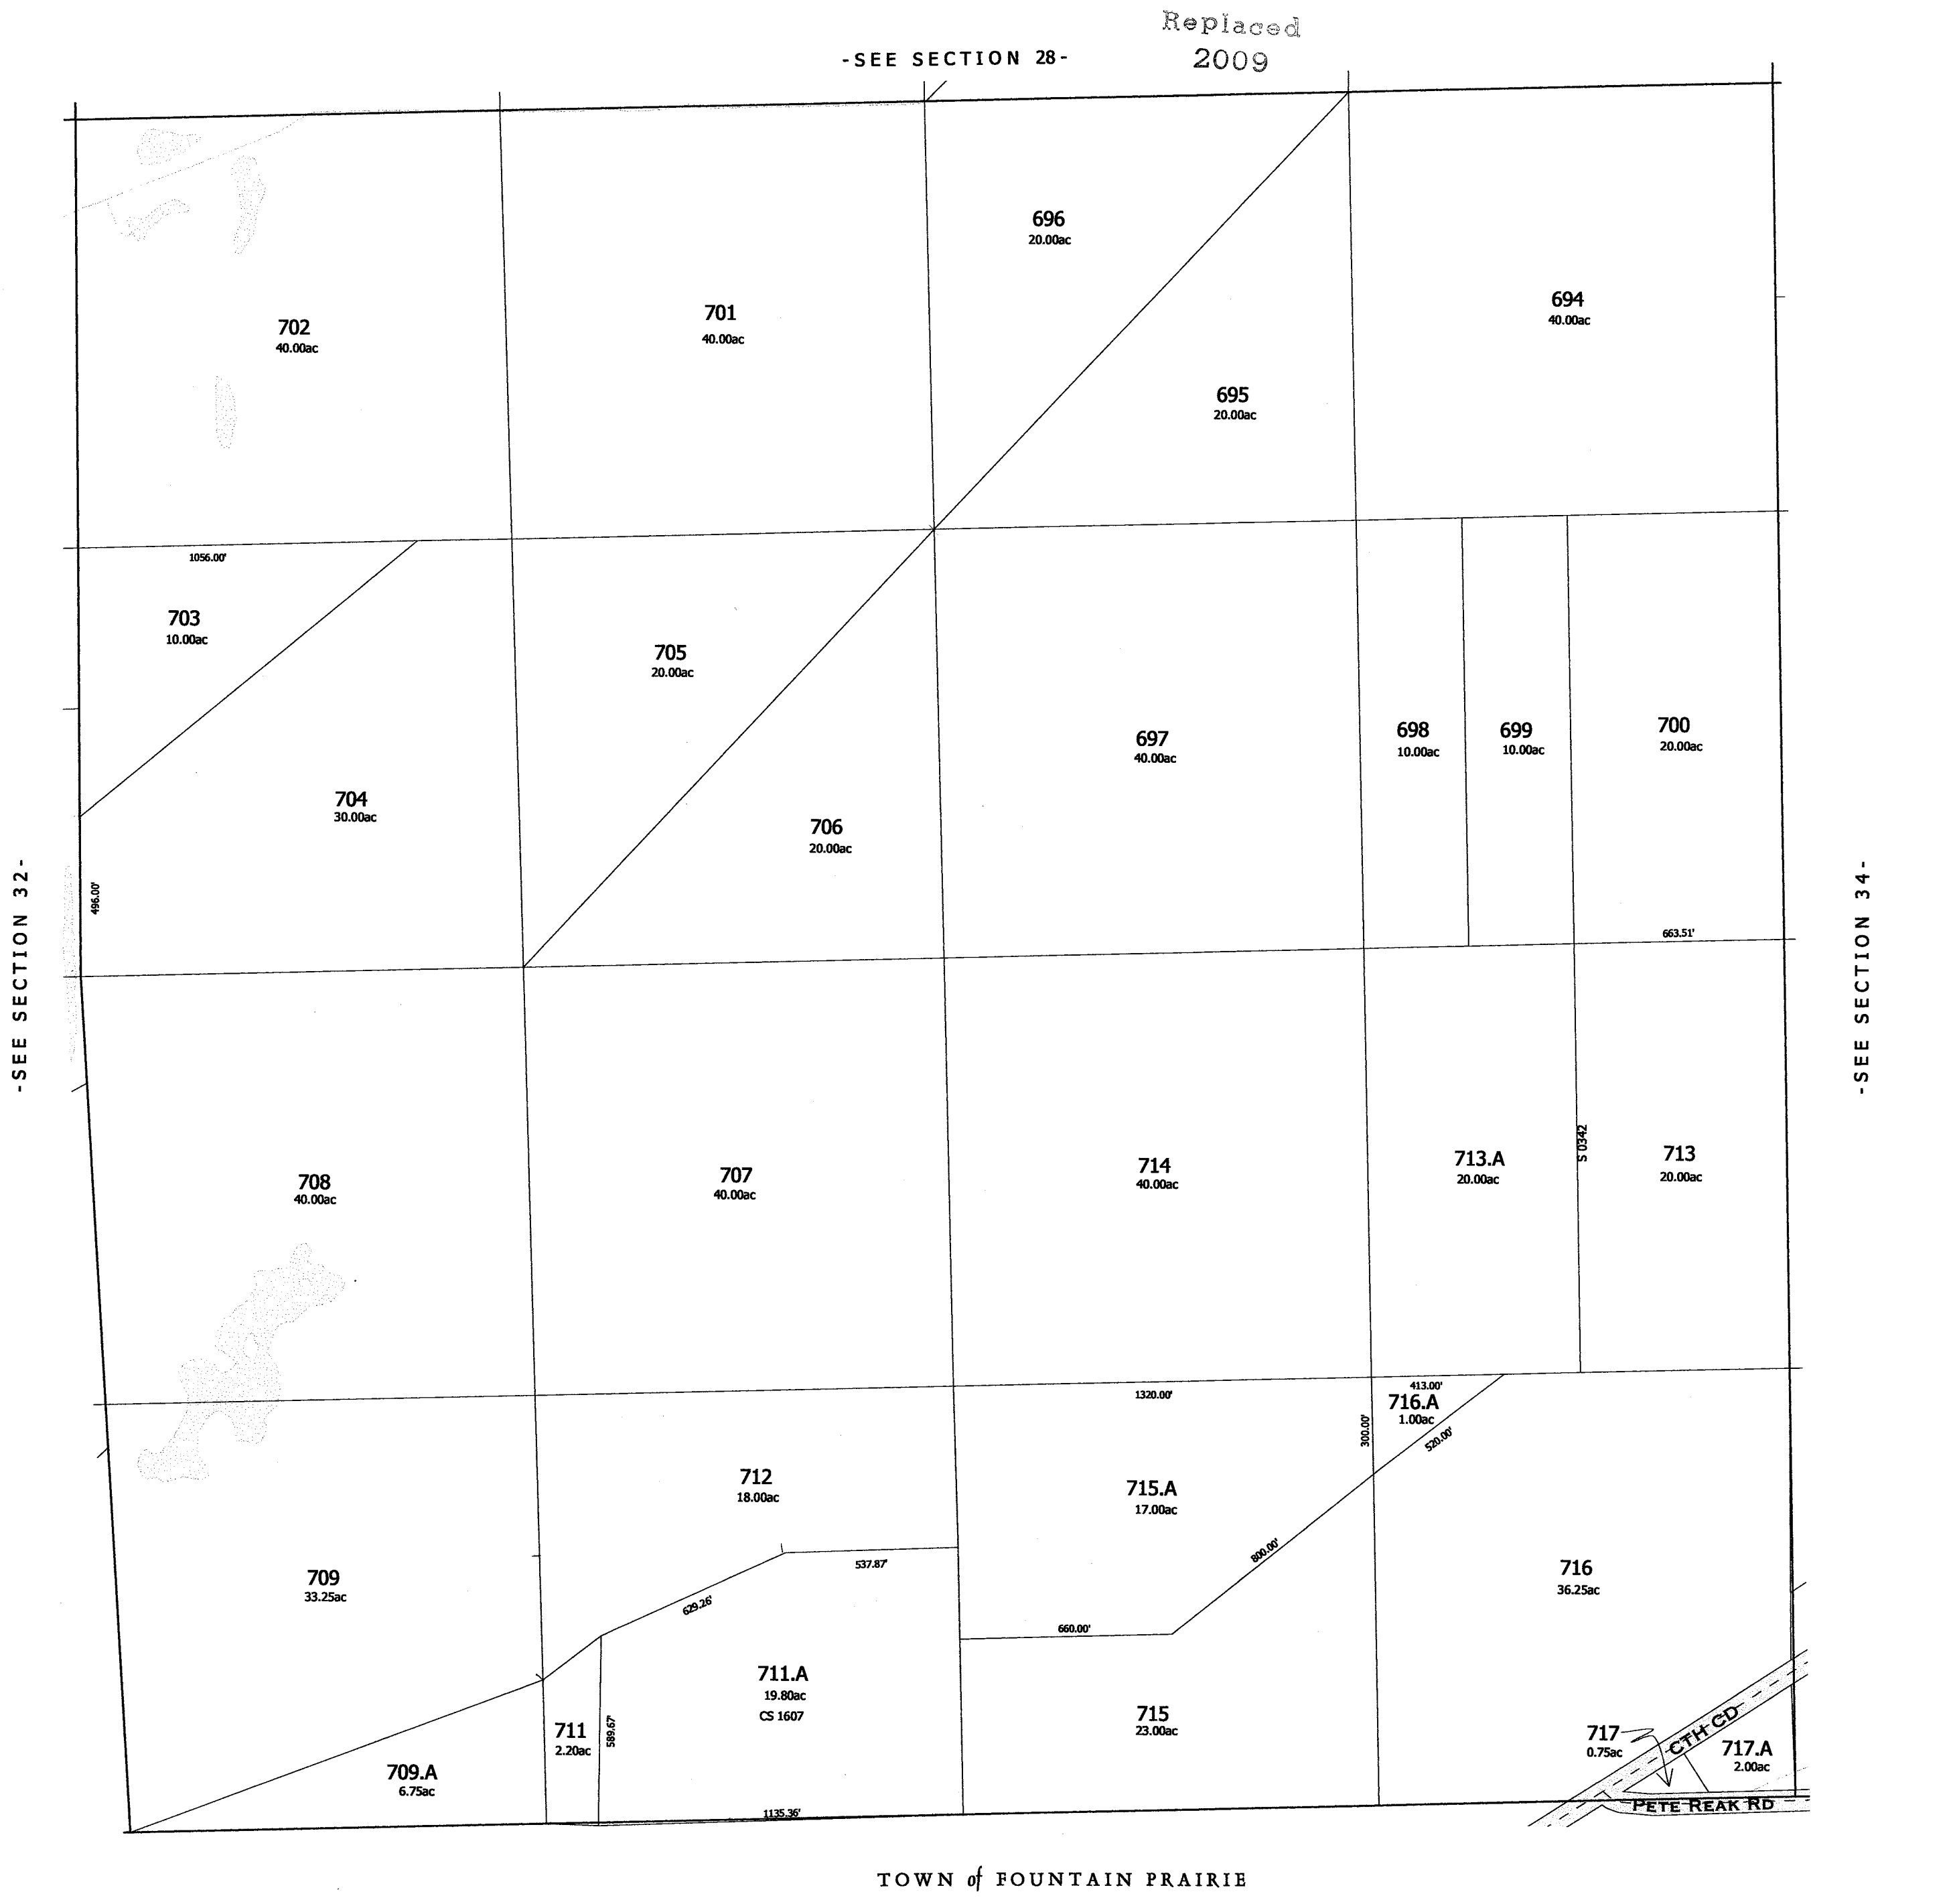 Replaced
2009
-SEE SECTION 28-
696
20.00ac
702
40.00ac
701
40.00ac
694
40.00ac
695
20.00ac
1056.00'
703
10.00ac
705
20.00ac
704
30.00ac
706
20.00ac
697
40.00ac
698
10.00ac
699
10.00ac
700
20.00ac
496.00'
663.51'
-SEE SECTION 32-
-SEE SECTION 34-
708
40.00ac
707
40.00ac
714
40.00ac
713.A
20.00ac
S 0342
713
20.00ac
1320.00'
413.00'
716.A
1.00ac
300.00'
520.00'
712
18.00ac
715.A
17.00ac
800.00'
537.87'
629.26'
709
33.25ac
716
36.25ac
660.00'
711.A
19.80ac
CS 1607
711
2.20ac
589.67'
715
23.00ac
709.A
6.75ac
1135.36'
717
0.75ac
CTH CD
717.A
2.00ac
PETE REAK RD
TOWN of FOUNTAIN PRAIRIE